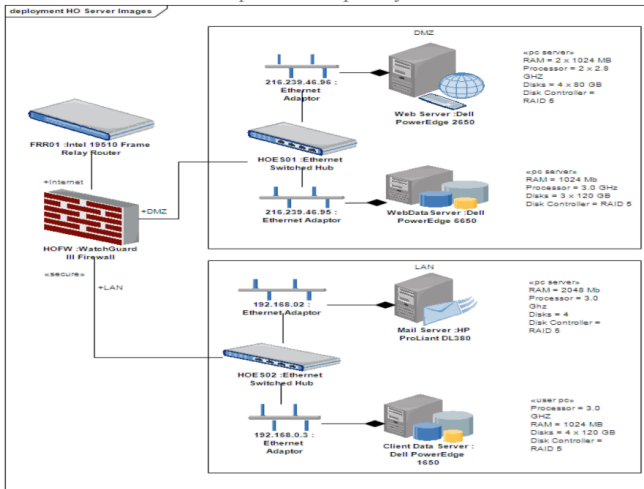 deployment HO Server Images
DMZ
216.239.46.96 :
Ethernet
Adaptor
Web Server :Dell
PowerEdge 2650
«pc server»
RAM = 2 x 1024 MB
Processor = 2 x 2.8
GHZ
Disks = 4 x 80 GB
Disk Controller =
RAID 5
FRR01 :Intel 19510 Frame
Relay Router
HOES01 :Ethernet
Switched Hub
+Internet
+DMZ
216.239.46.95 :
Ethernet Adaptor
WebDataServer :Dell
PowerEdge 6650
«pc server»
RAM = 1024 Mb
Processor = 3.0 GHz
Disks = 3 x 120 GB
Disk Controller = RAID 5
HOFW :WatchGuard
III Firewall
«secure»
+LAN
LAN
192.168.02 :
Ethernet Adaptor
Mail Server :HP
ProLiant DL380
«pc server»
RAM = 2048 Mb
Processor = 3.0
Ghz
Disks = 4
Disk Controller =
RAID 5
HOES02 :Ethernet
Switched Hub
192.168.0.3 :
Ethernet
Adaptor
Client Data Server :
Dell PowerEdge
1650
«user pc»
Processor = 3.0
GHZ
RAM = 1024 MB
Disks = 4 x 120 GB
Disk Controller =
RAID 5